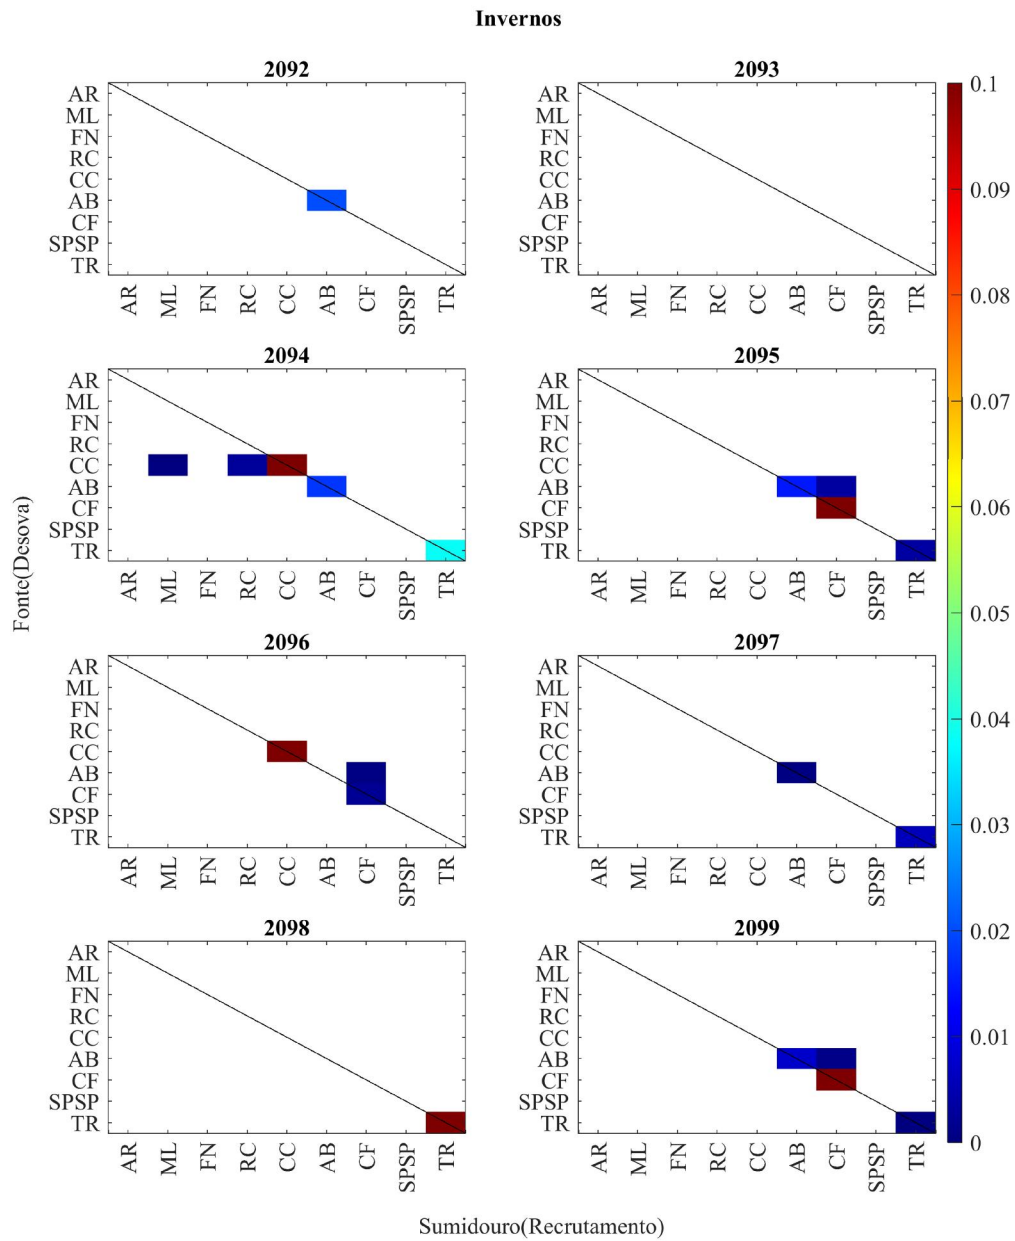 Invernos
2092
AR
ML
FN
RC
CC
AB
CF
SPSP
TR
AR
ML
FN
RC
CC
AB
CF
SPSP
TR
2093
AR
ML
FN
RC
CC
AB
CF
SPSP
TR
AR
ML
FN
RC
CC
AB
CF
SPSP
TR
2094
AR
ML
FN
RC
CC
AB
CF
SPSP
TR
AR
ML
FN
RC
CC
AB
CF
SPSP
TR
2095
AR
ML
FN
RC
CC
AB
CF
SPSP
TR
AR
ML
FN
RC
CC
AB
CF
SPSP
TR
2096
AR
ML
FN
RC
CC
AB
CF
SPSP
TR
AR
ML
FN
RC
CC
AB
CF
SPSP
TR
2097
AR
ML
FN
RC
CC
AB
CF
SPSP
TR
AR
ML
FN
RC
CC
AB
CF
SPSP
TR
2098
AR
ML
FN
RC
CC
AB
CF
SPSP
TR
AR
ML
FN
RC
CC
AB
CF
SPSP
TR
2099
AR
ML
FN
RC
CC
AB
CF
SPSP
TR
AR
ML
FN
RC
CC
AB
CF
SPSP
TR
0.1
0.09
0.08
0.07
0.06
0.05
0.04
0.03
0.02
0.01
0
Fonte(Desova)
Sumidouro(Recrutamento)